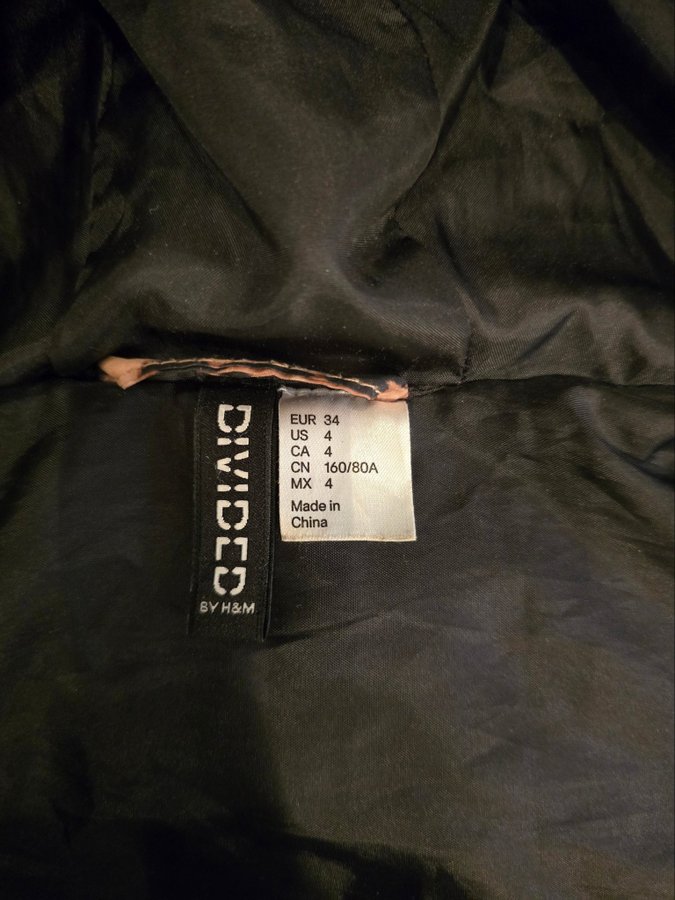 DIVIDED
BY H&M
EUR 34
US 4
CA 4
CN 160/80A
MX 4
Made in
China